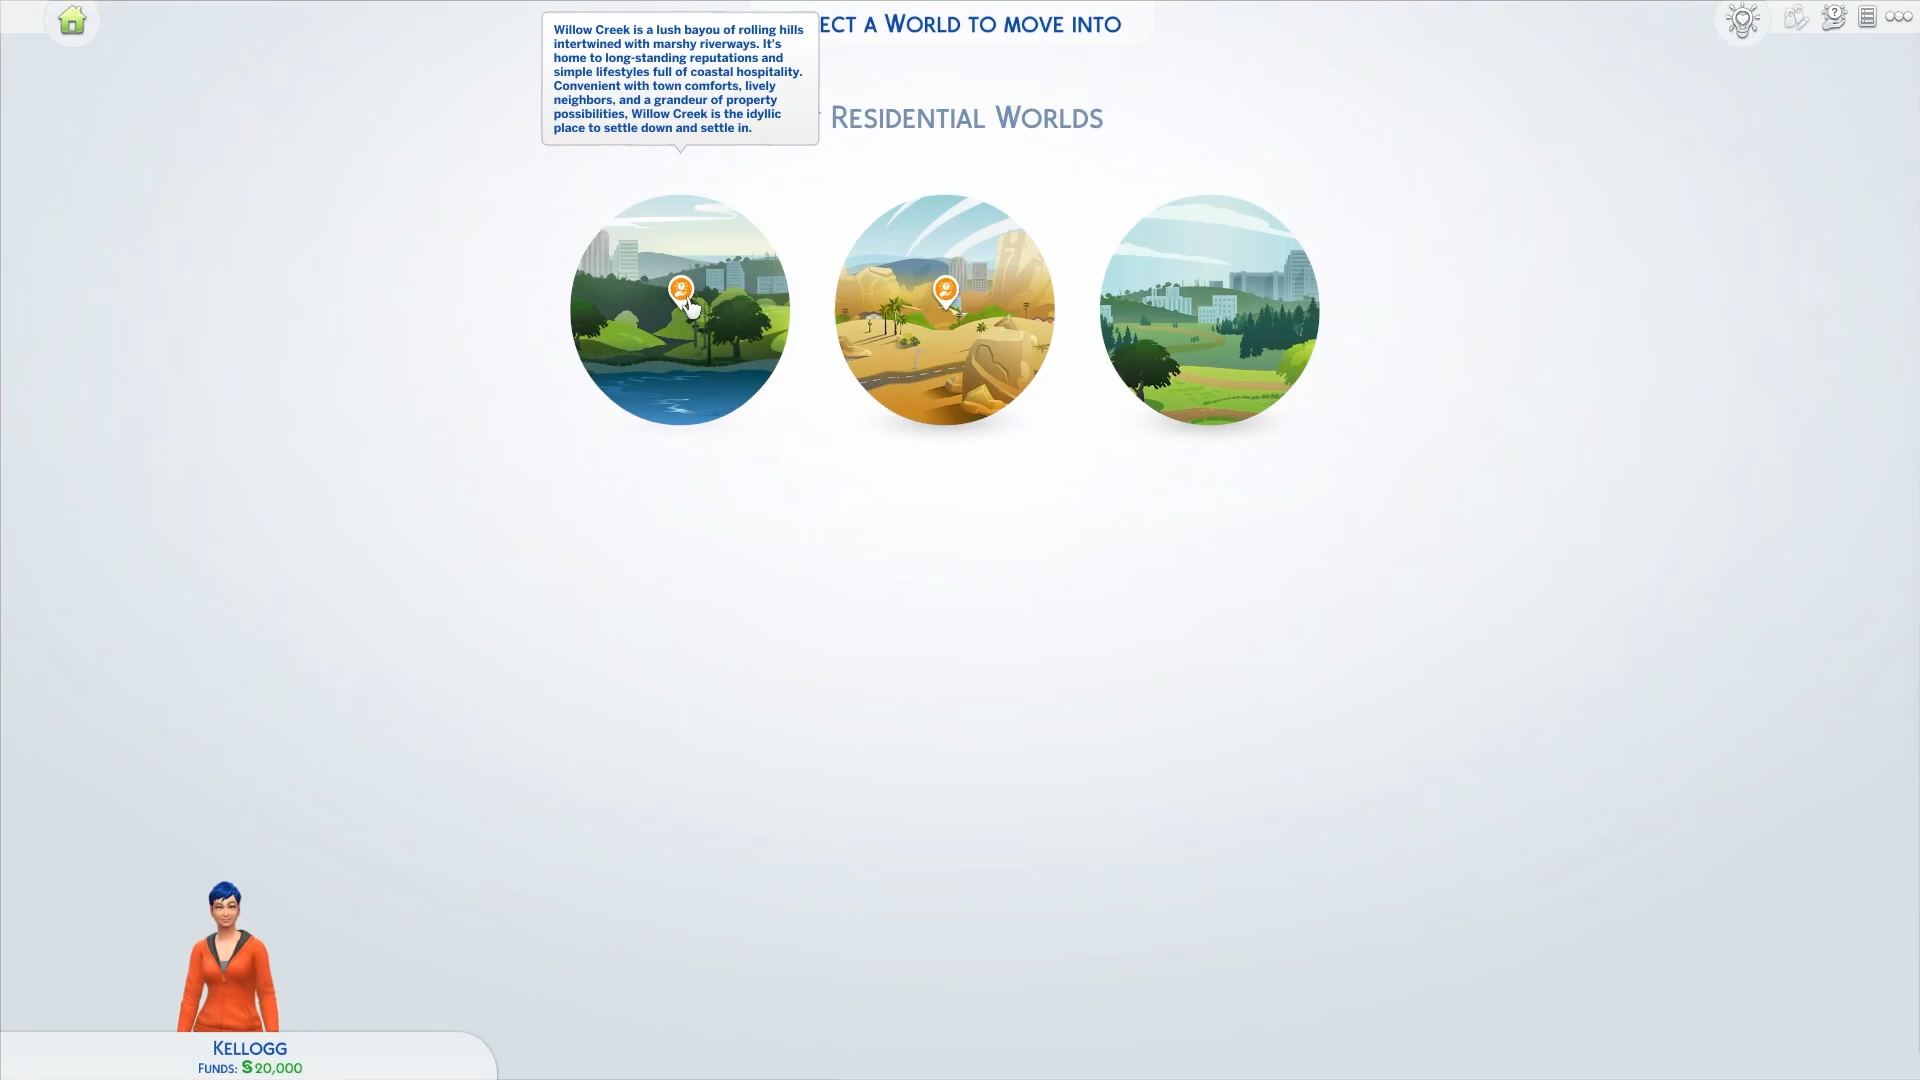 Willow Creek is a lush bayou of rolling hills
intertwined with marshy riverways. It's
home to long-standing reputations and
simple lifestyles full of coastal hospitality.
Convenient with town comforts, lively
neighbors, and a grandeur of property
possibilities, Willow Creek is the idyllic
place to settle down and settle in.
ECT A WORLD TO MOVE INTO
RESIDENTIAL WORLDS
KELLOGG
FUNDS: §20,000